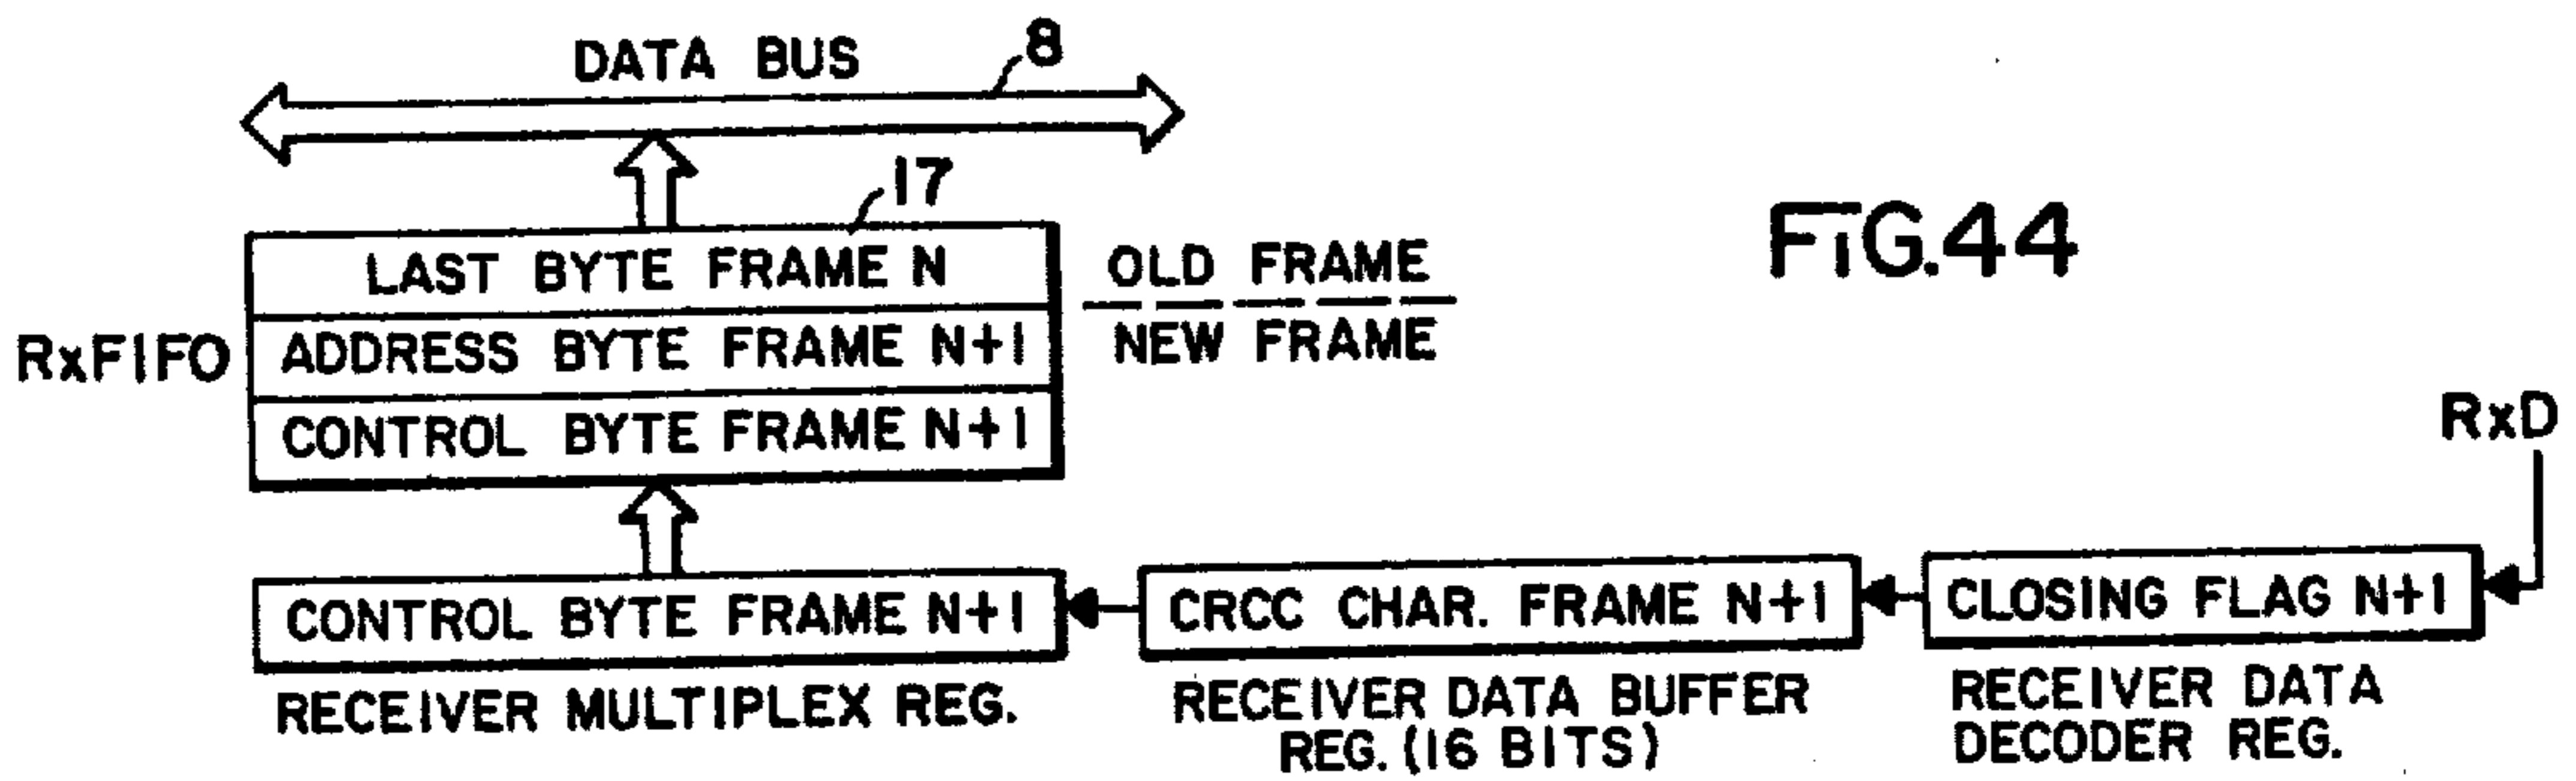 DATA BUS
8
17
LAST BYTE FRAME N
ADDRESS BYTE FRAME N+1
CONTROL BYTE FRAME N+1
RxFIFO
OLD FRAME
NEW FRAME
FIG.44
RxD
CONTROL BYTE FRAME N+1
RECEIVER MULTIPLEX REG.
CRCC CHAR. FRAME N+1
RECEIVER DATA BUFFER
REG. (16 BITS)
CLOSING FLAG N+1
RECEIVER DATA
DECODER REG.